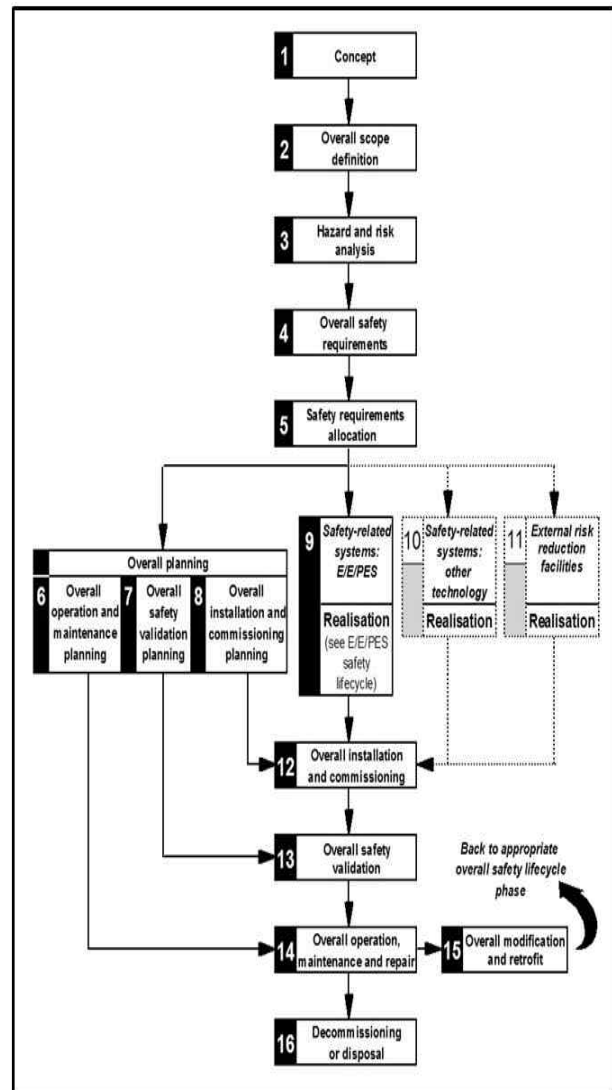 1
Concept
2
Overall scope
definition
3
Hazard and risk
analysis
4
Overall safety
requirements
5
Safety requirements
allocation
Overall planning
6
Overall
operation and
maintenance
planning
7
Overall
safety
validation
planning
8
Overall
installation and
commissioning
planning
9
Safety-related
systems:
E/E/PES
Realisation
(see E/E/PES
safety
lifecycle)
10
Safety-related
systems:
other
technology
Realisation
11
External risk
reduction
facilities
Realisation
12
Overall installation
and commissioning
13
Overall safety
validation
Back to appropriate
overall safety lifecycle
phase
14
Overall operation,
maintenance and repair
15
Overall modification
and retrofit
16
Decommissioning
or disposal